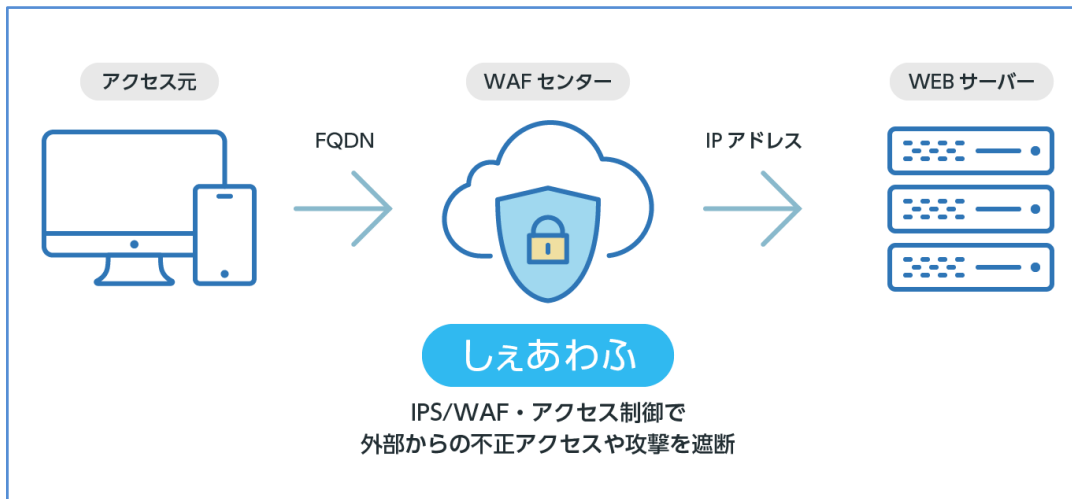 アクセス元
WAF センター
WEB サーバー
FQDN
IP アドレス
しぇあわふ
IPS/WAF・アクセス制御で
外部からの不正アクセスや攻撃を遮断